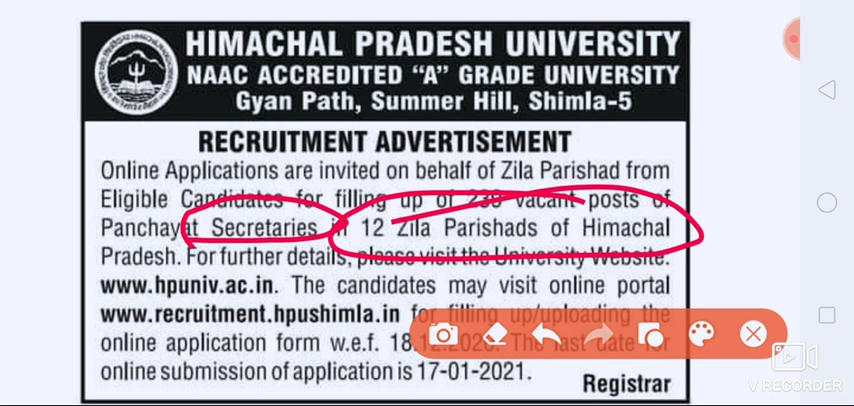 HIMACHAL PRADESH UNIVERSITY
NAAC ACCREDITED “A” GRADE UNIVERSITY
Gyan Path, Summer Hill, Shimla-5
RECRUITMENT ADVERTISEMENT
Online Applications are invited on behalf of Zila Parishad from
Eligible Candidates for filling up of 239 vacant posts of
Panchayat Secretaries in 12 Zila Parishads of Himachal
Pradesh. For further details, please visit the University Website:
www.hpuniv.ac.in. The candidates may visit online portal
www.recruitment.hpushimla.in for filling up/uploading the
online application form w.e.f. 18.12.2020. The last date for
online submission of application is 17-01-2021.
Registrar
V RECORDER